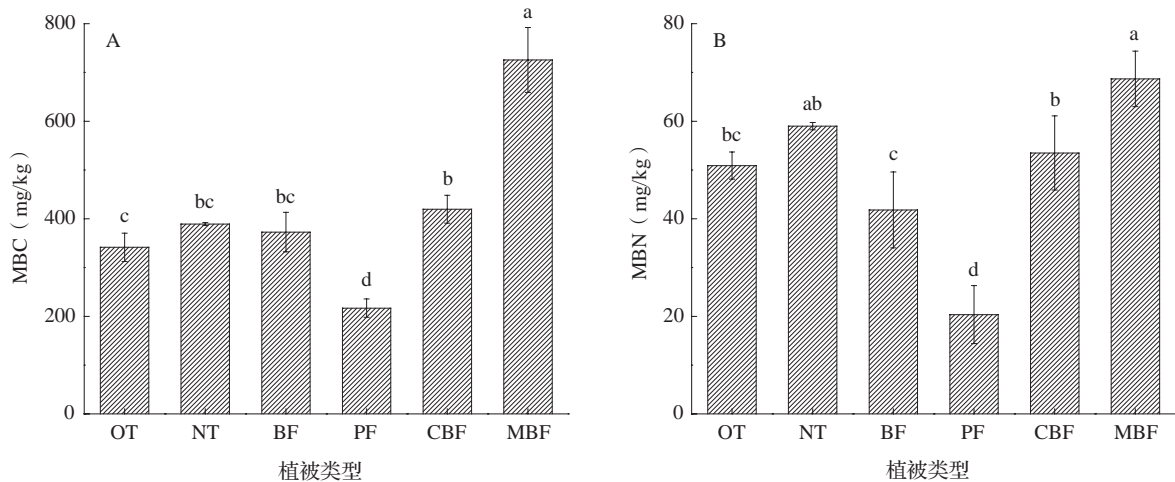 A
MBC（mg/kg）
800
600
400
200
0
c
bc
bc
d
b
a
OT NT BF PF CBF MBF
植被类型
B
MBN（mg/kg）
80
60
40
20
0
bc
ab
c
d
b
a
OT NT BF PF CBF MBF
植被类型